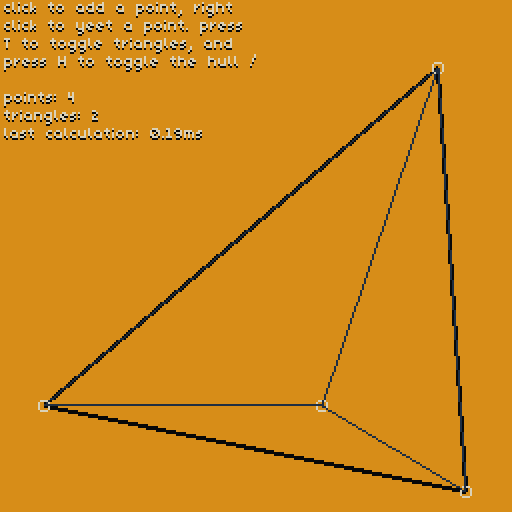 click to add a point, right
click to yeet a point. press
T to toggle triangles, and
press H to toggle the hull /
points: 4
triangles: 2
last calculation: 0.19ms